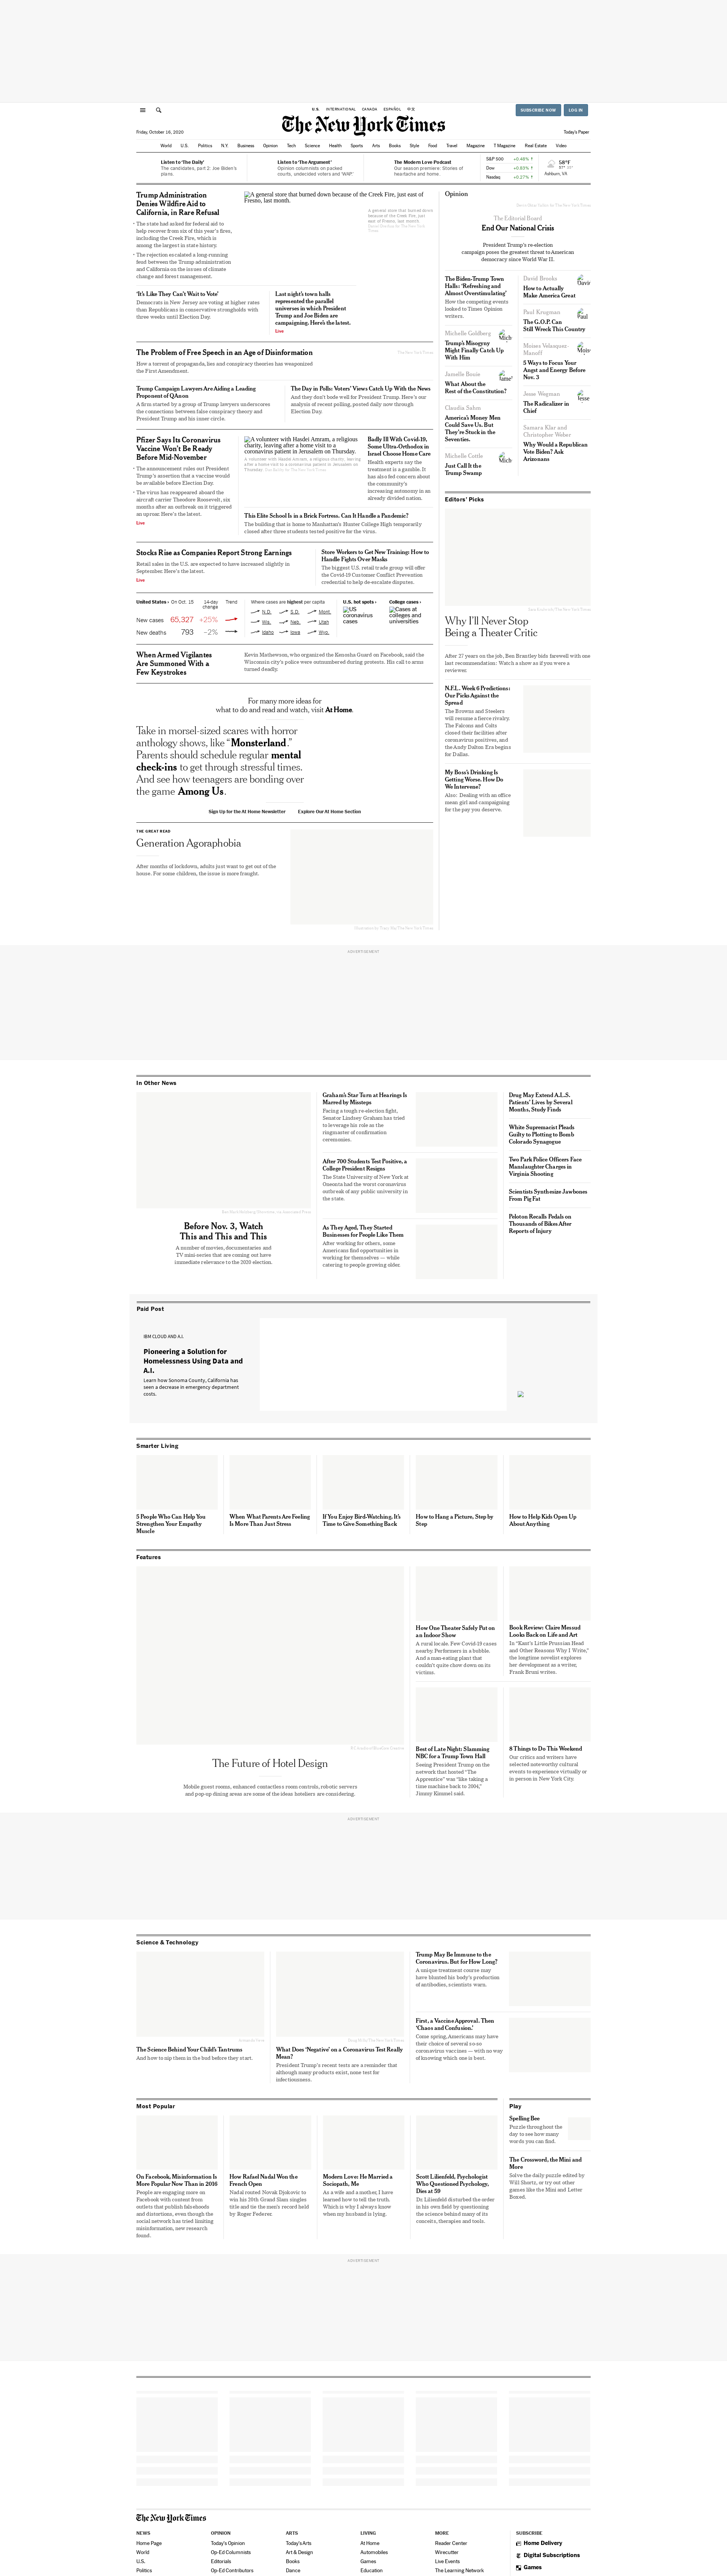 U.S. INTERNATIONAL CANADA ESPAÑOL 中文
SUBSCRIBE NOW
LOG IN
The New York Times
Friday, October 16, 2020
Today's Paper
World U.S. Politics N.Y. Business Opinion Tech Science Health Sports Arts Books Style Food Travel Magazine T Magazine Real Estate Video
Listen to 'The Daily'
The candidates, part 2: Joe Biden's
plans.
Listen to 'The Argument'
Opinion columnists on packed
courts, undecided voters and 'WAP.'
The Modern Love Podcast
Our season premiere: Stories of
heartache and home.
S&P 500 +0.48% ↑
Dow +0.83% ↑
Nasdaq +0.27% ↑
58°F
Ashburn, VA
Trump Administration
Denies Wildfire Aid to
California, in Rare Refusal
• The state had asked for federal aid to
help recover from six of this year's fires,
including the Creek Fire, which is
among the largest in state history.
• The rejection escalated a long-running
feud between the Trump administration
and California on the issues of climate
change and forest management.
A general store that burned down because of the Creek Fire, just east of Fresno, last month.
A general store that burned down
because of the Creek Fire, just
east of Fresno, last month.
'It's Like They Can't Wait to Vote'
Democrats in New Jersey are voting at higher rates
than Republicans in conservative strongholds with
three weeks until Election Day.
Last night's town halls
represented the parallel
universes in which President
Trump and Joe Biden are
campaigning. Here's the latest.
Live
The Problem of Free Speech in an Age of Disinformation
How a torrent of propaganda, lies and conspiracy theories has weaponized
the First Amendment.
The New York Times
Trump Campaign Lawyers Are Aiding a Leading
Proponent of QAnon
A firm started by a group of Trump lawyers underscores
the connections between false conspiracy theory and
President Trump and his inner circle.
The Day in Polls: Voters' Views Catch Up With the News
And they don't bode well for President Trump. Here's our
analysis of recent polling, posted daily now through
Election Day.
Pfizer Says Its Coronavirus
Vaccine Won't Be Ready
Before Mid-November
• The announcement rules out President
Trump's assertion that a vaccine would
be available before Election Day.
• The virus has reappeared aboard the
aircraft carrier Theodore Roosevelt, six
months after an outbreak on it triggered
an uproar. Here's the latest.
Live
A volunteer with Hasdei Amram, a religious charity, leaving after a home visit to a coronavirus patient in Jerusalem on Thursday.
A volunteer with Hasdei Amram, a religious charity, leaving
after a home visit to a coronavirus patient in Jerusalem on
Thursday.
Badly Ill With Covid-19,
Some Ultra-Orthodox in
Israel Choose Home Care
Health experts say the
treatment is a gamble. It
has also fed concern about
the community's
increasing autonomy in an
already divided nation.
This Elite School Is in a Brick Fortress. Can It Handle a Pandemic?
The building that is home to Manhattan's Hunter College High temporarily
closed after three students tested positive for the virus.
Stocks Rise as Companies Report Strong Earnings
Retail sales in the U.S. are expected to have increased slightly in
September. Here's the latest.
Live
Store Workers to Get New Training: How to
Handle Fights Over Masks
The biggest U.S. retail trade group will offer
the Covid-19 Customer Conflict Prevention
credential to help de-escalate disputes.
United States › On Oct. 15 14-day change Trend
New cases 65,327 +25%
New deaths 793 –2%
Where cases are highest per capita
N.D. S.D. Mont.
Wis. Neb. Utah
Idaho Iowa Wyo.
U.S. hot spots ›
US coronavirus cases
College cases ›
Cases at colleges and universities
When Armed Vigilantes
Are Summoned With a
Few Keystrokes
Kevin Mathewson, who organized the Kenosha Guard on Facebook, said the
Wisconsin city's police were outnumbered during protests. His call to arms
turned deadly.
For many more ideas for
what to do and read and watch, visit At Home.
Take in morsel-sized scares with horror
anthology shows, like "Monsterland."
Parents should schedule regular mental
check-ins to get through stressful times.
And see how teenagers are bonding over
the game Among Us.
Sign Up for the At Home Newsletter Explore Our At Home Section
THE GREAT READ
Generation Agoraphobia
After months of lockdown, adults just want to get out of the
house. For some children, the issue is more fraught.
Opinion
The Editorial Board
End Our National Crisis
President Trump's re-election
campaign poses the greatest threat to American
democracy since World War II.
The Biden-Trump Town
Halls: 'Refreshing and
Almost Overstimulating'
How the competing events
looked to Times Opinion
writers.
Michelle Goldberg
Trump's Misogyny
Might Finally Catch Up
With Him
Jamelle Bouie
What About the
Rest of the Constitution?
Claudia Sahm
America's Money Men
Could Save Us. But
They're Stuck in the
Seventies.
Michelle Cottle
Just Call It the
Trump Swamp
David Brooks
How to Actually
Make America Great
Paul Krugman
The G.O.P. Can
Still Wreck This Country
Moises Velasquez-
Manoff
5 Ways to Focus Your
Angst and Energy Before
Nov. 3
Jesse Wegman
The Radicalizer in
Chief
Samara Klar and
Christopher Weber
Why Would a Republican
Vote Biden? Ask
Arizonans
Editors' Picks
Why I'll Never Stop
Being a Theater Critic
After 27 years on the job, Ben Brantley bids farewell with one
last recommendation: Watch a show as if you were a
reviewer.
N.F.L. Week 6 Predictions:
Our Picks Against the
Spread
The Browns and Steelers
will resume a fierce rivalry.
The Falcons and Colts
closed their facilities after
coronavirus positives, and
the Andy Dalton Era begins
for Dallas.
My Boss's Drinking Is
Getting Worse. How Do
We Intervene?
Also: Dealing with an office
mean girl and campaigning
for the pay you deserve.
ADVERTISEMENT
In Other News
Before Nov. 3, Watch
This and This and This
A number of movies, documentaries and
TV mini-series that are coming out have
immediate relevance to the 2020 election.
Graham's Star Turn at Hearings Is
Marred by Missteps
Facing a tough re-election fight,
Senator Lindsey Graham has tried
to leverage his role as the
ringmaster of confirmation
ceremonies.
After 700 Students Test Positive, a
College President Resigns
The State University of New York at
Oneonta had the worst coronavirus
outbreak of any public university in
the state.
As They Aged, They Started
Businesses for People Like Them
After working for others, some
Americans find opportunities in
working for themselves — while
catering to people growing older.
Drug May Extend A.L.S.
Patients' Lives by Several
Months, Study Finds
White Supremacist Pleads
Guilty to Plotting to Bomb
Colorado Synagogue
Two Park Police Officers Face
Manslaughter Charges in
Virginia Shooting
Scientists Synthesize Jawbones
From Pig Fat
Peloton Recalls Pedals on
Thousands of Bikes After
Reports of Injury
Paid Post
IBM CLOUD AND A.I.
Pioneering a Solution for
Homelessness Using Data and
A.I.
Learn how Sonoma County, California has
seen a decrease in emergency department
costs.
Smarter Living
5 People Who Can Help You
Strengthen Your Empathy
Muscle
When What Parents Are Feeling
Is More Than Just Stress
If You Enjoy Bird-Watching, It's
Time to Give Something Back
How to Hang a Picture, Step by
Step
How to Help Kids Open Up
About Anything
Features
The Future of Hotel Design
Mobile guest rooms, enhanced contactless room controls, robotic servers
and pop-up dining areas are some of the ideas hoteliers are considering.
How One Theater Safely Put on
an Indoor Show
A rural locale. Few Covid-19 cases
nearby. Performers in a bubble.
And a man-eating plant that
couldn't quite chow down on its
victims.
Book Review: Claire Messud
Looks Back on Life and Art
In "Kant's Little Prussian Head
and Other Reasons Why I Write,"
the longtime novelist explores
her development as a writer,
Frank Bruni writes.
Best of Late Night: Slamming
NBC for a Trump Town Hall
Seeing President Trump on the
network that hosted "The
Apprentice" was "like taking a
time machine back to 2004,"
Jimmy Kimmel said.
8 Things to Do This Weekend
Our critics and writers have
selected noteworthy cultural
events to experience virtually or
in person in New York City.
ADVERTISEMENT
Science & Technology
The Science Behind Your Child's Tantrums
And how to nip them in the bud before they start.
What Does 'Negative' on a Coronavirus Test Really
Mean?
President Trump's recent tests are a reminder that
although many products exist, none test for
infectiousness.
Trump May Be Immune to the
Coronavirus. But for How Long?
A unique treatment course may
have blunted his body's production
of antibodies, scientists warn.
First, a Vaccine Approval. Then
'Chaos and Confusion.'
Come spring, Americans may have
their choice of several so-so
coronavirus vaccines — with no way
of knowing which one is best.
Most Popular
On Facebook, Misinformation Is
More Popular Now Than in 2016
People are engaging more on
Facebook with content from
outlets that publish falsehoods
and distortions, even though the
social network has tried limiting
misinformation, new research
found.
How Rafael Nadal Won the
French Open
Nadal routed Novak Djokovic to
win his 20th Grand Slam singles
title and tie the men's record held
by Roger Federer.
Modern Love: He Married a
Sociopath, Me
As a wife and a mother, I have
learned how to tell the truth.
Which is why I always know
when my husband is lying.
Scott Lilienfeld, Psychologist
Who Questioned Psychology,
Dies at 59
Dr. Lilienfeld disturbed the order
in his own field by questioning
the science behind many of its
conceits, therapies and tools.
Play
Spelling Bee
Puzzle throughout the
day to see how many
words you can find.
The Crossword, the Mini and
More
Solve the daily puzzle edited by
Will Shortz, or try out other
games like the Mini and Letter
Boxed.
ADVERTISEMENT
The New York Times
NEWS
Home Page
World
U.S.
Politics
OPINION
Today's Opinion
Op-Ed Columnists
Editorials
Op-Ed Contributors
ARTS
Today's Arts
Art & Design
Books
Dance
LIVING
At Home
Automobiles
Games
Education
MORE
Reader Center
Wirecutter
Live Events
The Learning Network
SUBSCRIBE
Home Delivery
Digital Subscriptions
Games